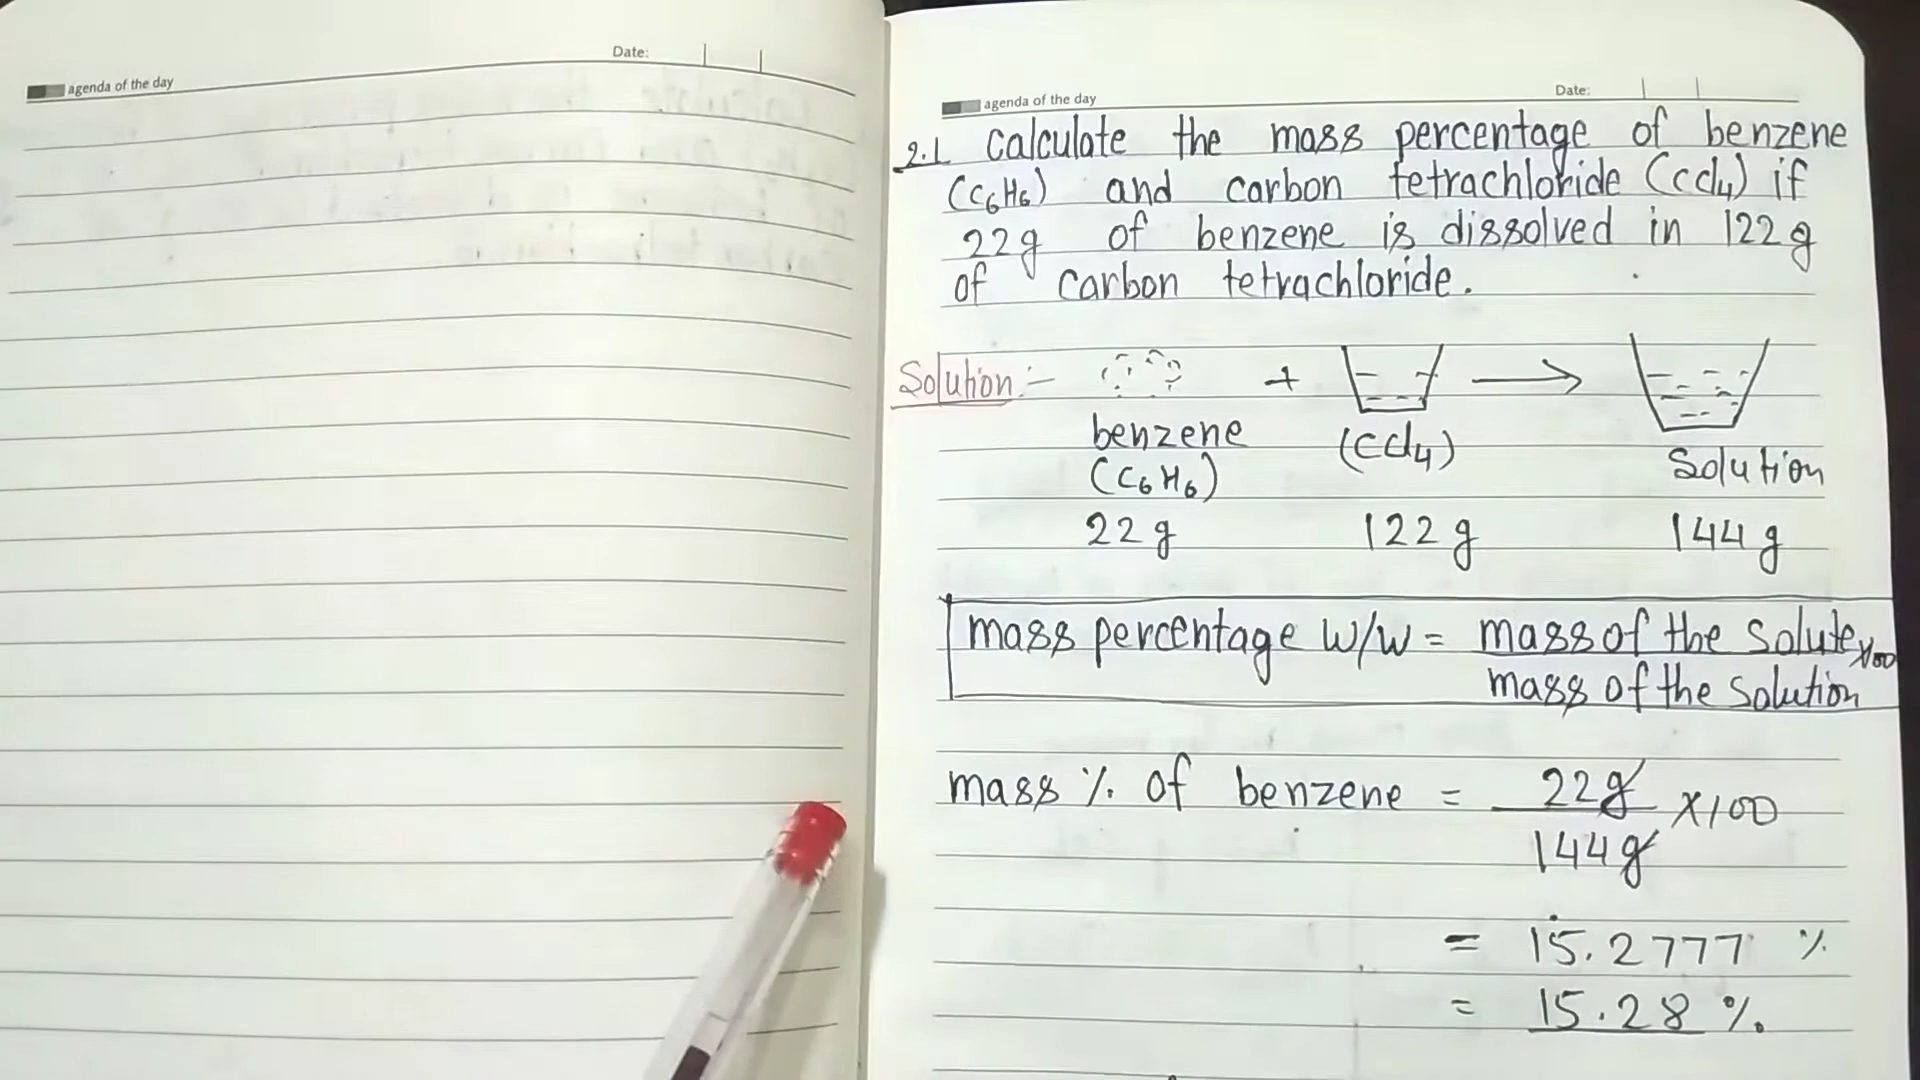 Date:
agenda of the day
Date:
agenda of the day
2.1 Calculate the mass percentage of benzene
(C6H6) and carbon tetrachloride (CCl4) if
22g of benzene is dissolved in 122g
of carbon tetrachloride.
Solution:-
+
benzene (CCl4) Solution
(C6H6)
22g 122g 144g
mass percentage W/W = mass of the Solute x100
mass of the Solution
mass % of benzene = 22g x100
144g
= 15.2777 %
= 15.28 %.